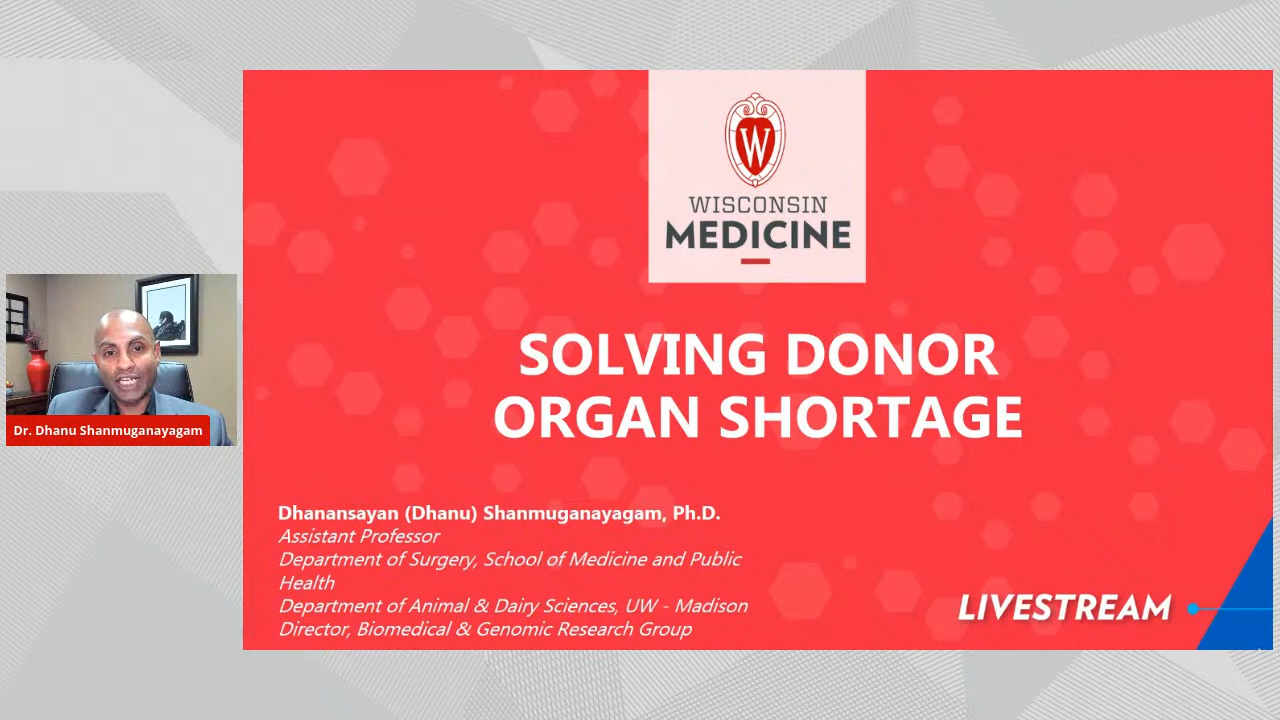 W
WISCONSIN
MEDICINE
SOLVING DONOR
ORGAN SHORTAGE
Dr. Dhanu Shanmuganayagam
Dhanansayan (Dhanu) Shanmuganayagam, Ph.D.
Assistant Professor
Department of Surgery, School of Medicine and Public
Health
Department of Animal & Dairy Sciences, UW - Madison
Director, Biomedical & Genomic Research Group
LIVESTREAM